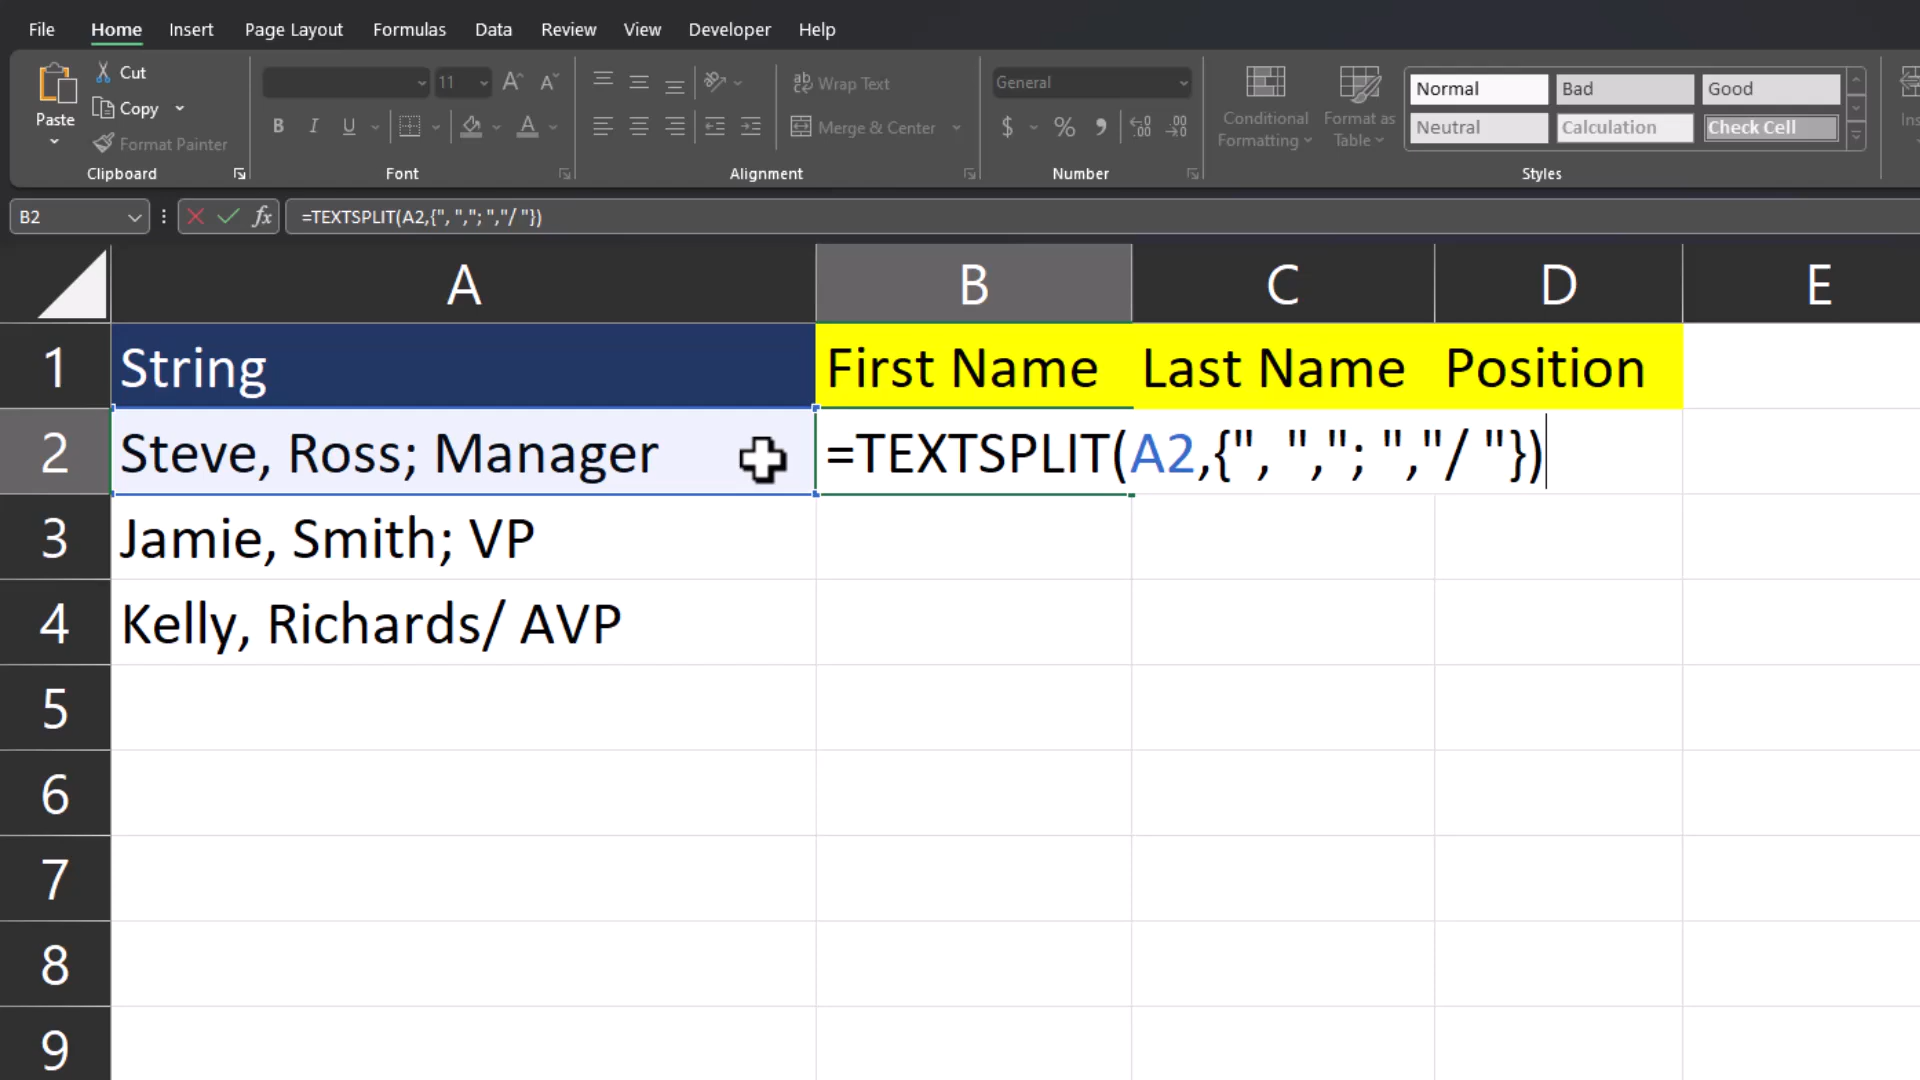 File Home Insert Page Layout Formulas Data Review View Developer Help
Paste
Cut
Copy
Format Painter
Clipboard
11
A A
B I U A
Font
ab
Wrap Text
Merge & Center
Alignment
General
$ % ,
Number
Conditional Formatting
Format as Table
Normal Bad Good
Neutral Calculation Check Cell
Styles
Ins
B2 fx =TEXTSPLIT(A2,{", ","; ","/ "})
A B C D E
1 String First Name Last Name Position
2 Steve, Ross; Manager =TEXTSPLIT(A2,{", ","; ","/ "})
3 Jamie, Smith; VP
4 Kelly, Richards/ AVP
5
6
7
8
9